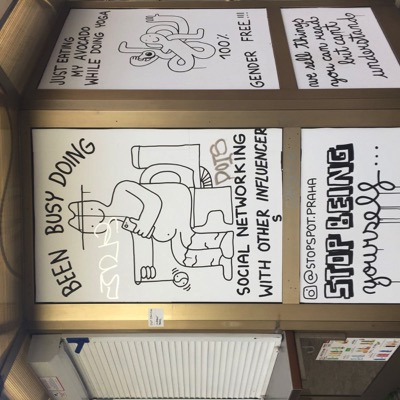 BEEN BUSY DOING
SOCIAL NETWORKING
WITH OTHER INFLUENCER
S
JUST EATING
MY AVOCADO
WHILE DOING YOGA
100%
GENDER FREE!!!
@STOPSPOT.PRAHA
STOP BEING
yourself ...
we sell things
you can read
but can't
understand